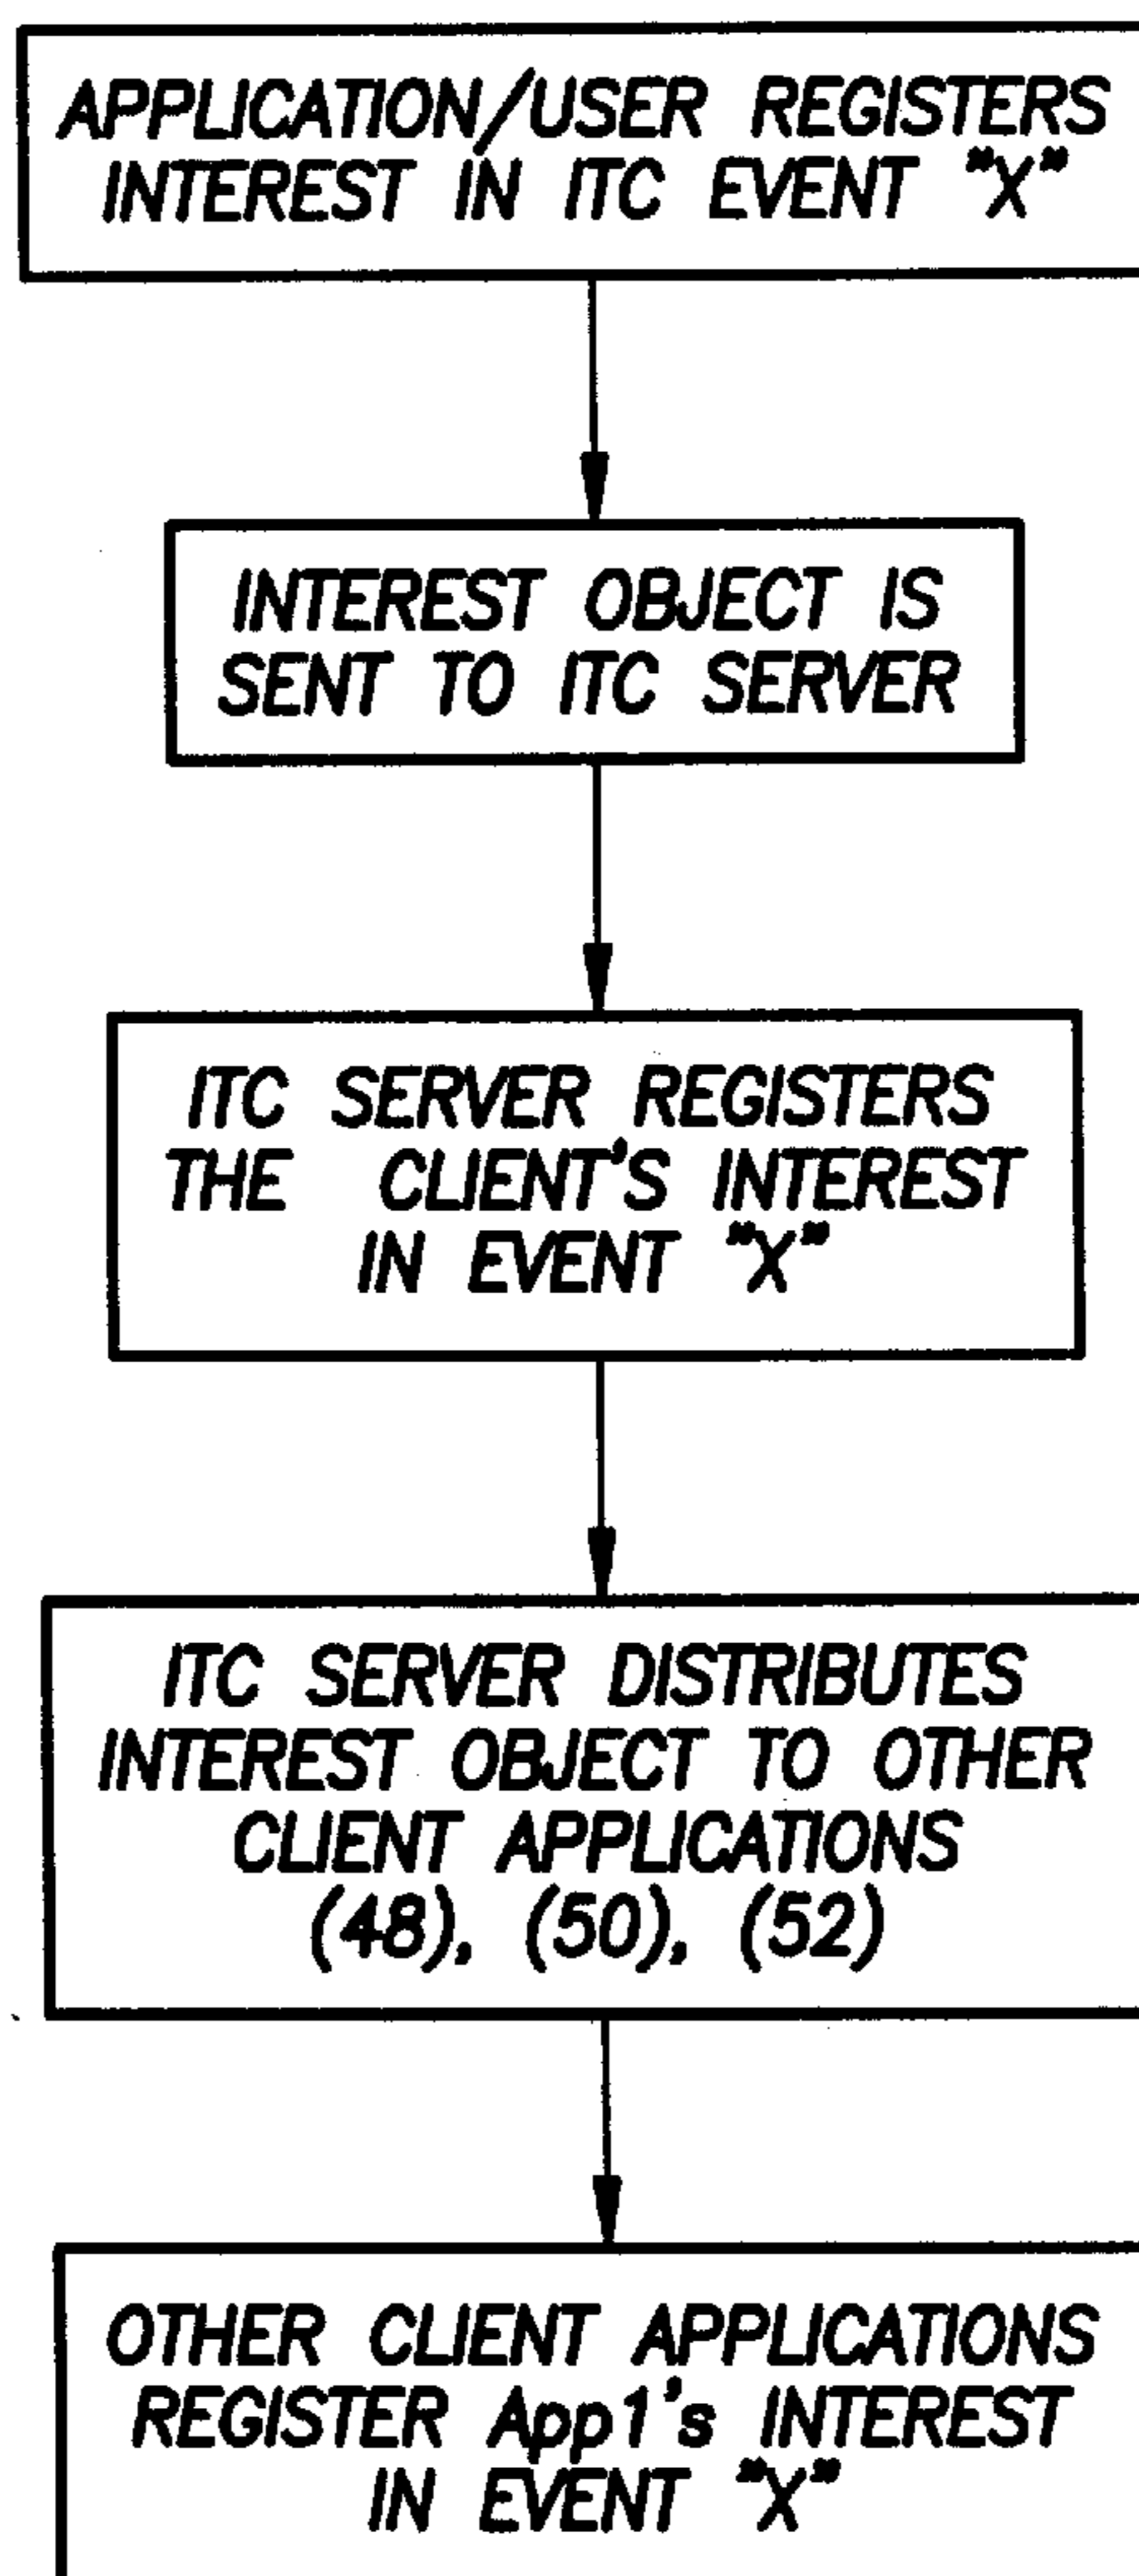 APPLICATION/USER REGISTERS
INTEREST IN ITC EVENT "X"
INTEREST OBJECT IS
SENT TO ITC SERVER
ITC SERVER REGISTERS
THE CLIENT'S INTEREST
IN EVENT "X"
ITC SERVER DISTRIBUTES
INTEREST OBJECT TO OTHER
CLIENT APPLICATIONS
(48), (50), (52)
OTHER CLIENT APPLICATIONS
REGISTER App1's INTEREST
IN EVENT "X"